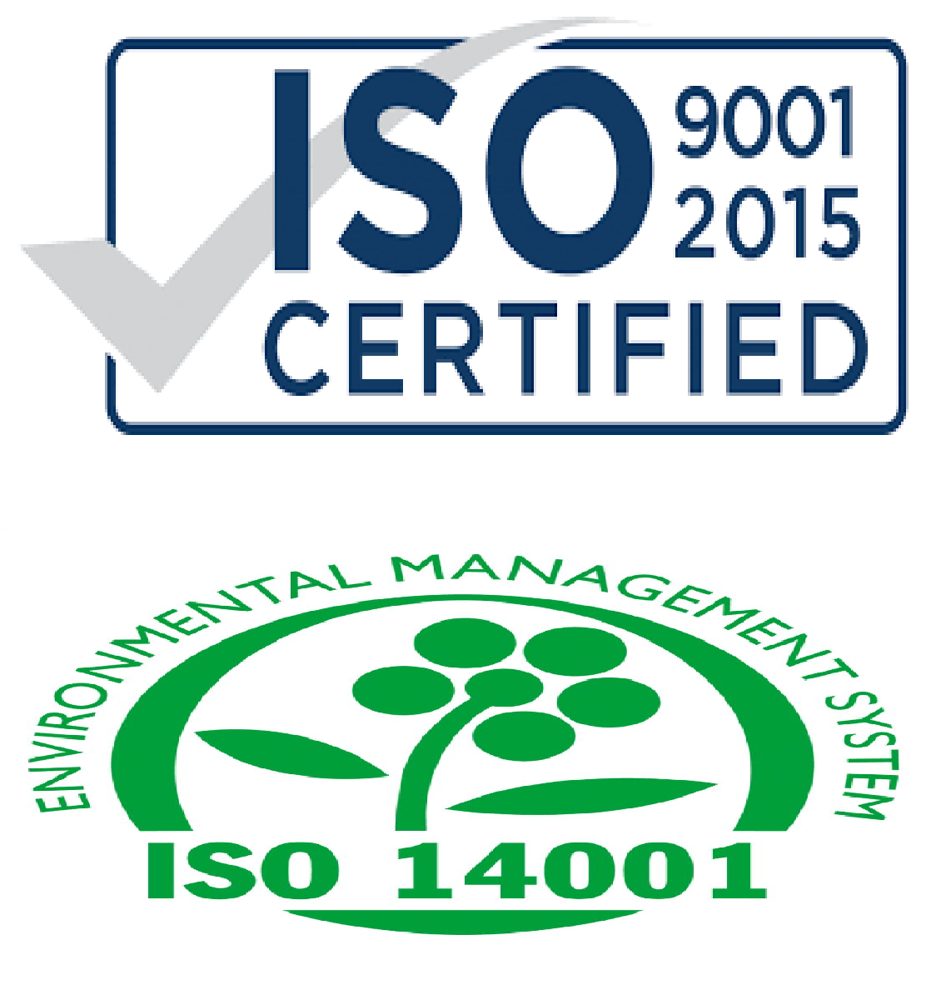 ISO 9001
2015
CERTIFIED
ENVIRONMENTAL MANAGEMENT SYSTEM
ISO 14001